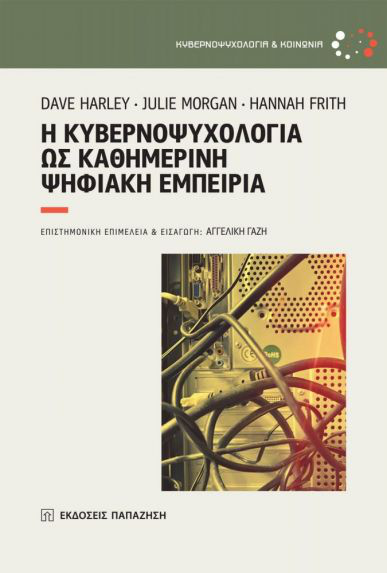 ΚΥΒΕΡΝΟΨΥΧΟΛΟΓΙΑ & ΚΟΙΝΩΝΙΑ
DAVE HARLEY · JULIE MORGAN · HANNAH FRITH
Η ΚΥΒΕΡΝΟΨΥΧΟΛΟΓΙΑ
ΩΣ ΚΑΘΗΜΕΡΙΝΗ
ΨΗΦΙΑΚΗ ΕΜΠΕΙΡΙΑ
ΕΠΙΣΤΗΜΟΝΙΚΗ ΕΠΙΜΕΛΕΙΑ & ΕΙΣΑΓΩΓΗ: ΑΓΓΕΛΙΚΗ ΓΑΖΗ
RoHS
ΕΚΔΟΣΕΙΣ ΠΑΠΑΖΗΣΗ